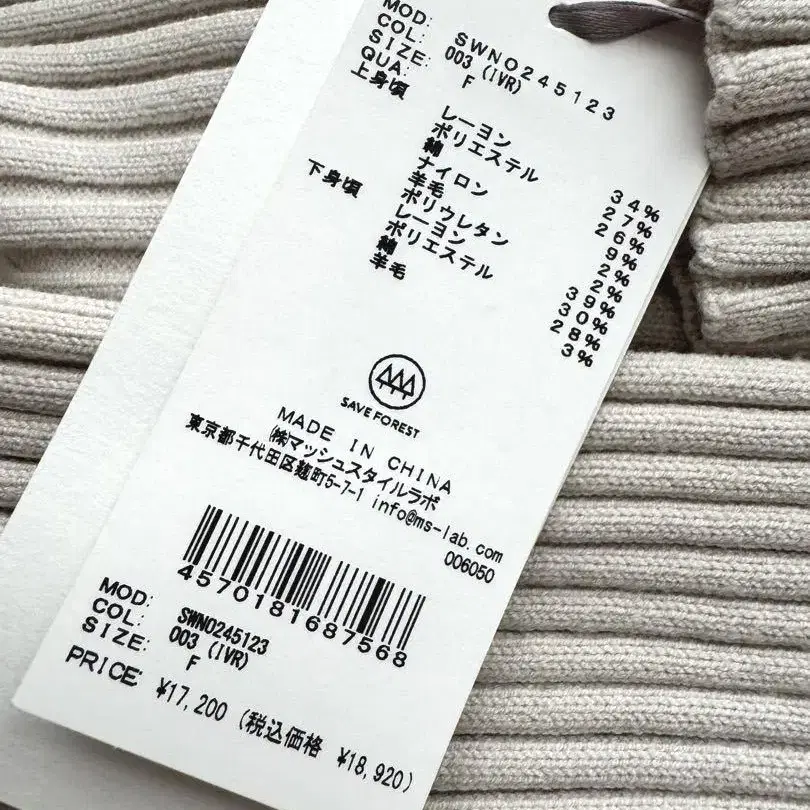 MOD: SWNO245123
COL: 003 (IVR)
SIZE: F
QUA:
上身頃 レーヨン 34%
ポリエステル 27%
綿 26%
ナイロン 9%
羊毛 2%
ポリウレタン 2%
下身頃 レーヨン 39%
ポリエステル 30%
綿 28%
羊毛 3%
SAVE FOREST
MADE IN CHINA
㈱マッシュスタイルラボ
東京都千代田区麹町5-7-1 info@ms-lab.com
006050
4570181687568
MOD: SWNO245123
COL: 003 (IVR)
SIZE: F
PRICE: ¥17,200 (税込価格 ¥18,920)